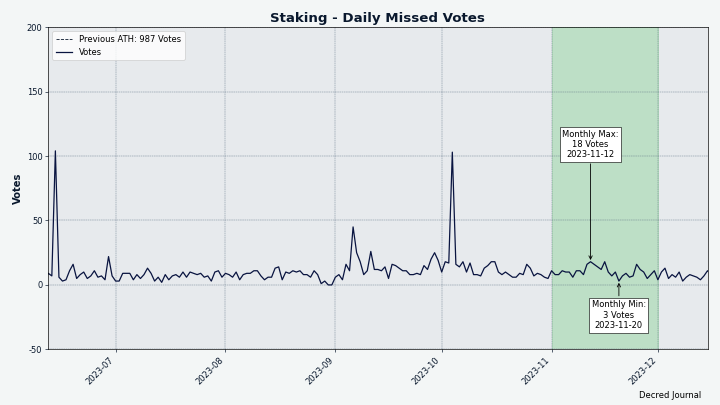 Staking - Daily Missed Votes
Previous ATH: 987 Votes
Votes
200
150
100
50
0
-50
Votes
Monthly Max:
18 Votes
2023-11-12
Monthly Min:
3 Votes
2023-11-20
2023-07
2023-08
2023-09
2023-10
2023-11
2023-12
Decred Journal